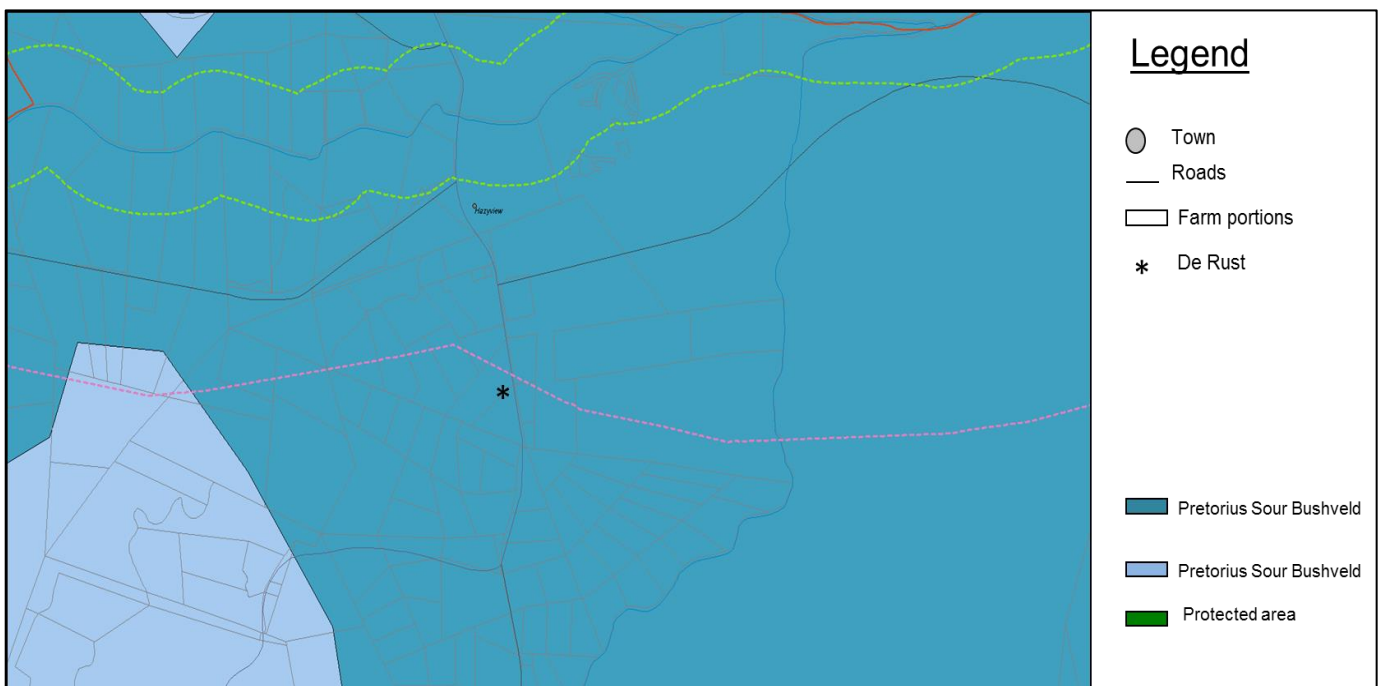 Hazyview
Legend
Town
Roads
Farm portions
* De Rust
*
Pretorius Sour Bushveld
Pretorius Sour Bushveld
Protected area